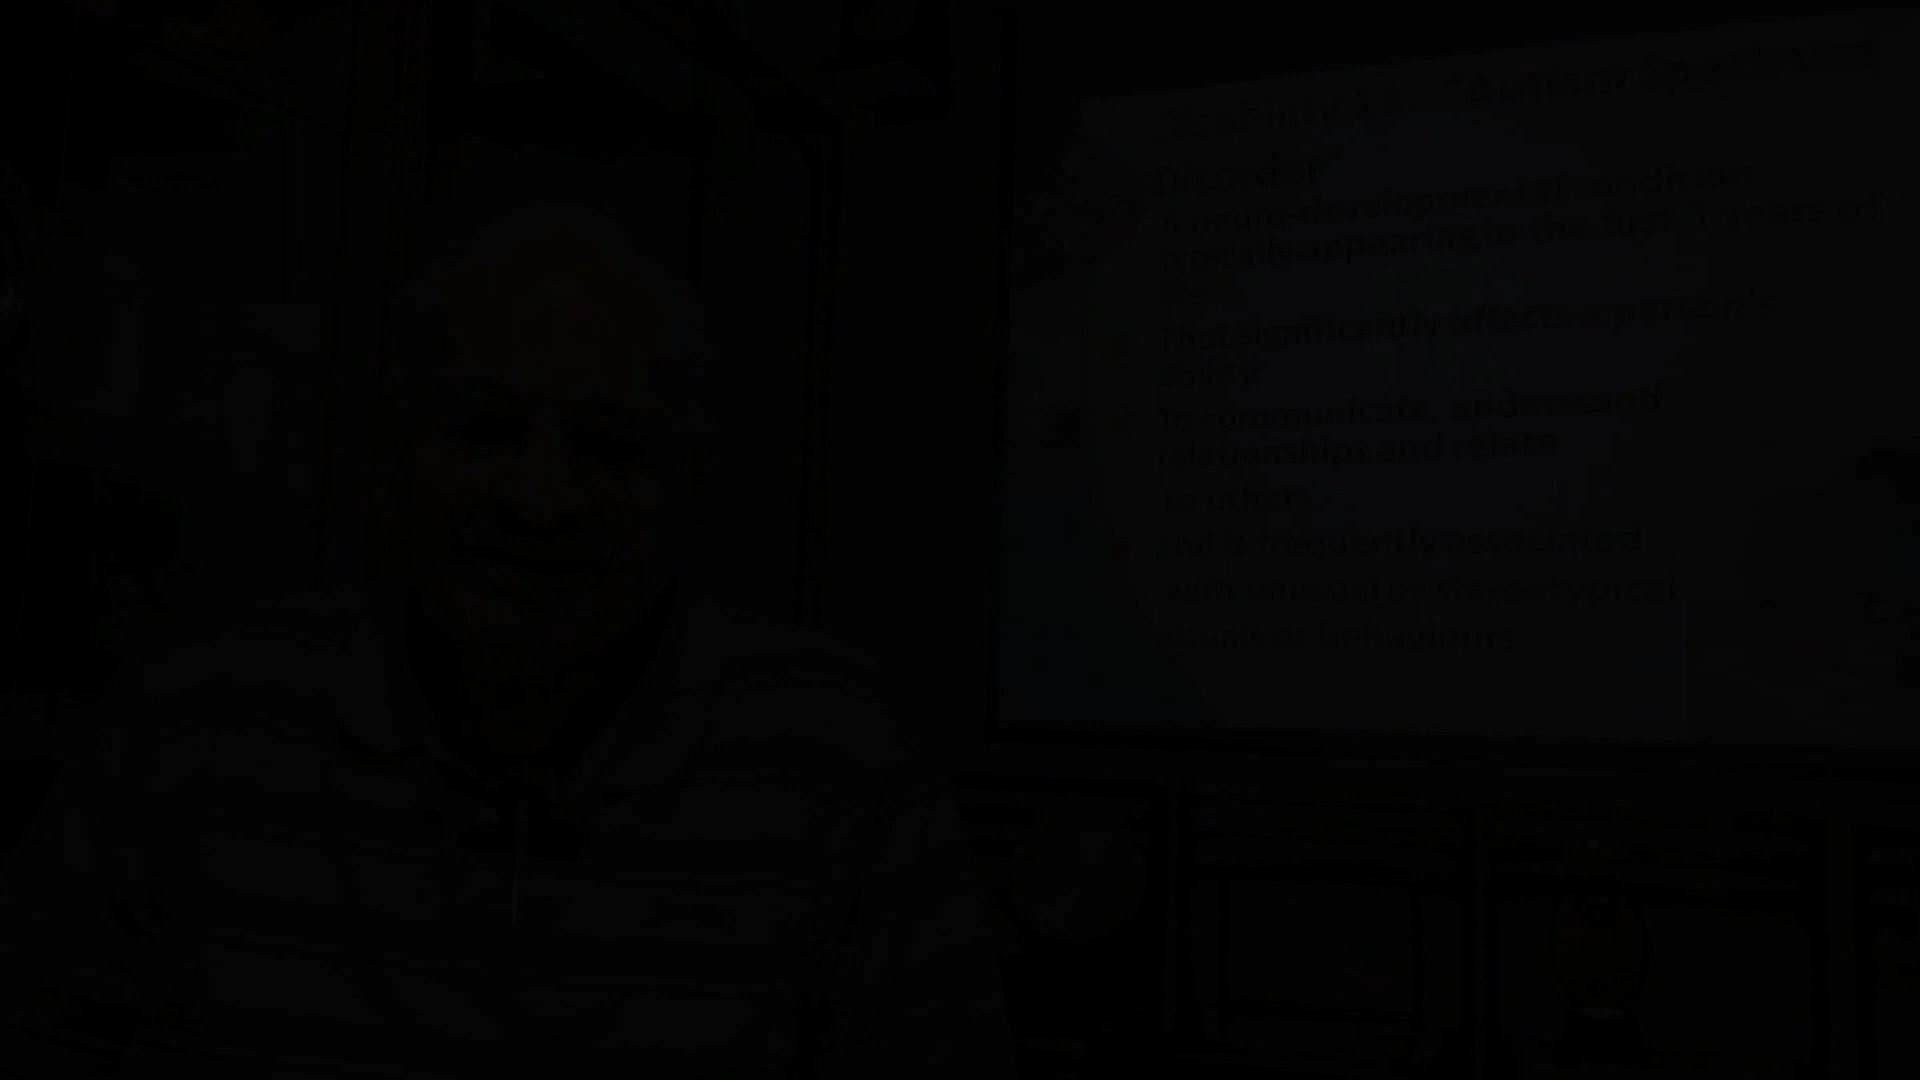 Disability 18: "Autism Spectrum
Disorder"
A neuro-developmental condition
typically appearing in the first 3 years of
life
That significantly affects a person's
ability
To communicate, understand
relationships and relate
to others
and is frequently associated
with unusual or stereotypical
rituals or behaviours